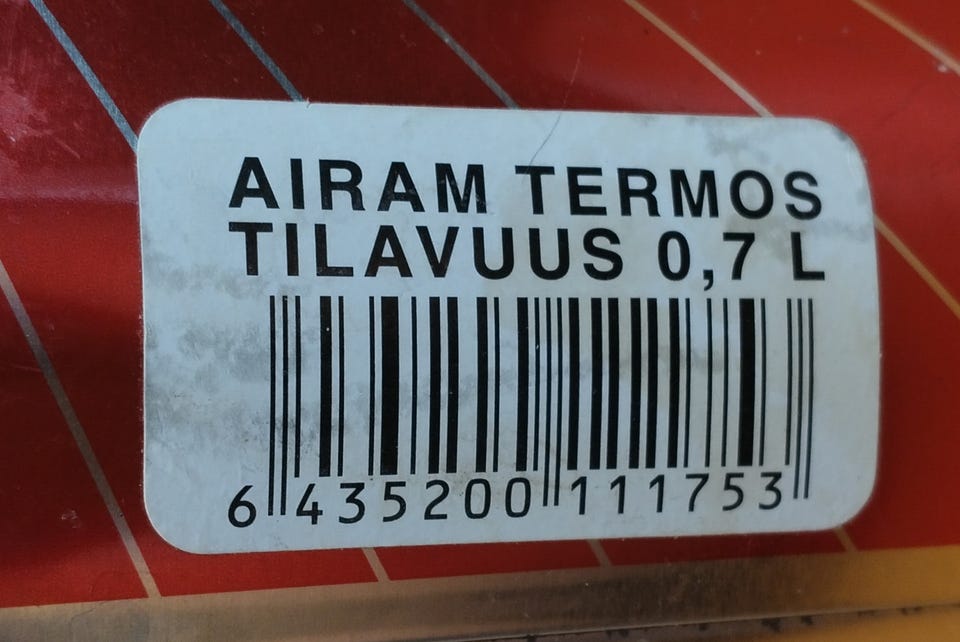 AIRAM TERMOS
TILAVUUS 0,7 L
6 435200 111753